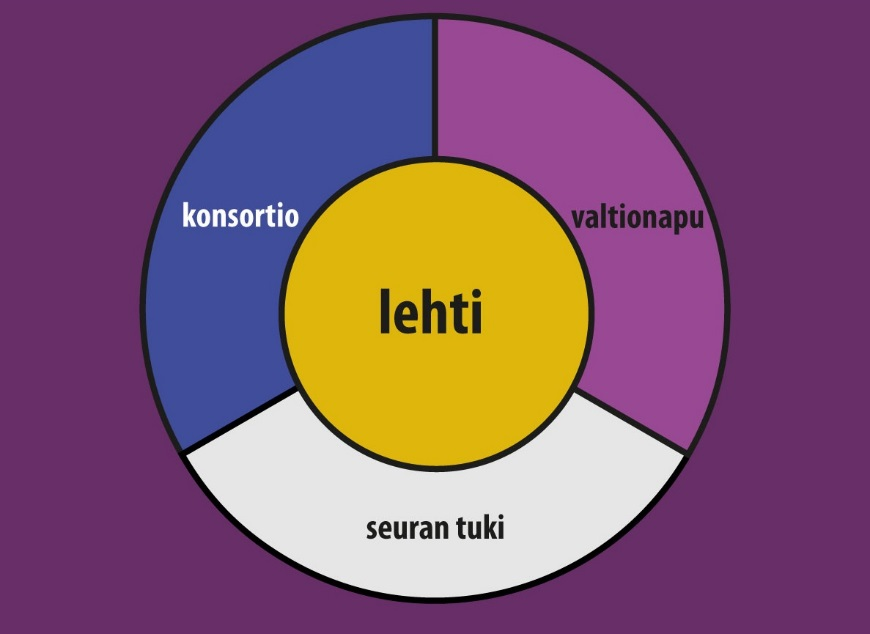 konsortio
valtionapu
lehti
seuran tuki